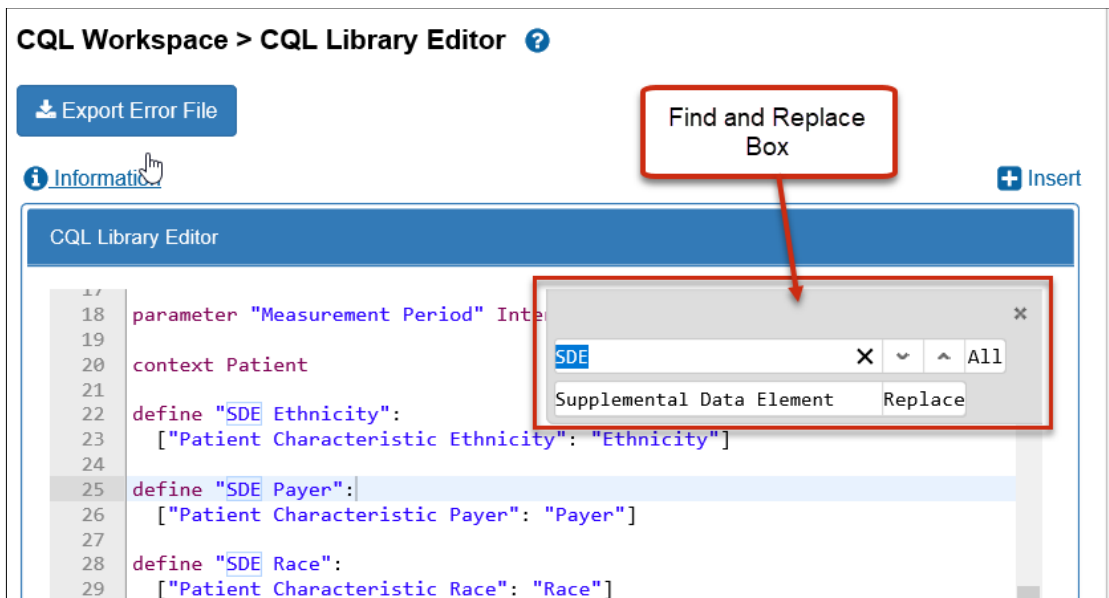 CQL Workspace > CQL Library Editor ?
Export Error File
Find and Replace
Box
i Information
+ Insert
CQL Library Editor
17
18 parameter "Measurement Period" Inte
×
19
SDE X All
20 context Patient
21
Supplemental Data Element Replace
22 define "SDE Ethnicity":
23 ["Patient Characteristic Ethnicity": "Ethnicity"]
24
25 define "SDE Payer":
26 ["Patient Characteristic Payer": "Payer"]
27
28 define "SDE Race":
29 ["Patient Characteristic Race": "Race"]